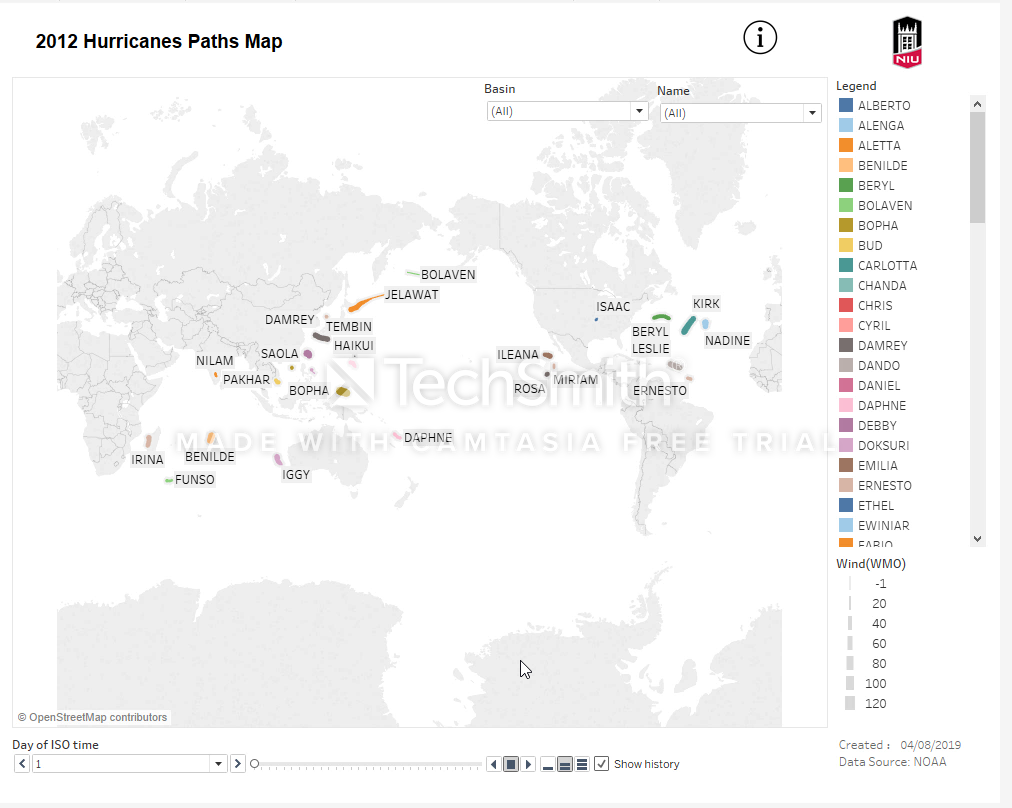 2012 Hurricanes Paths Map
i
NIU
Basin
(All)
Name
(All)
Legend
ALBERTO
ALENGA
ALETTA
BENILDE
BERYL
BOLAVEN
BOPHA
BUD
CARLOTTA
CHANDA
CHRIS
CYRIL
DAMREY
DANDO
DANIEL
DAPHNE
DEBBY
DOKSURI
EMILIA
ERNESTO
ETHEL
EWINIAR
FABIO
BOLAVEN
JELAWAT
DAMREY
TEMBIN
HAIKUI
SAOLA
NILAM
PAKHAR
BOPHA
ISAAC
KIRK
BERYL
NADINE
LESLIE
ILEANA
MIRIAM
ROSA
ERNESTO
TechSmith
MADE WITH CAMTASIA FREE TRIAL
DAPHNE
IRINA
BENILDE
IGGY
FUNSO
Wind(WMO)
-1
20
40
60
80
100
120
© OpenStreetMap contributors
Day of ISO time
1
Show history
Created : 04/08/2019
Data Source: NOAA